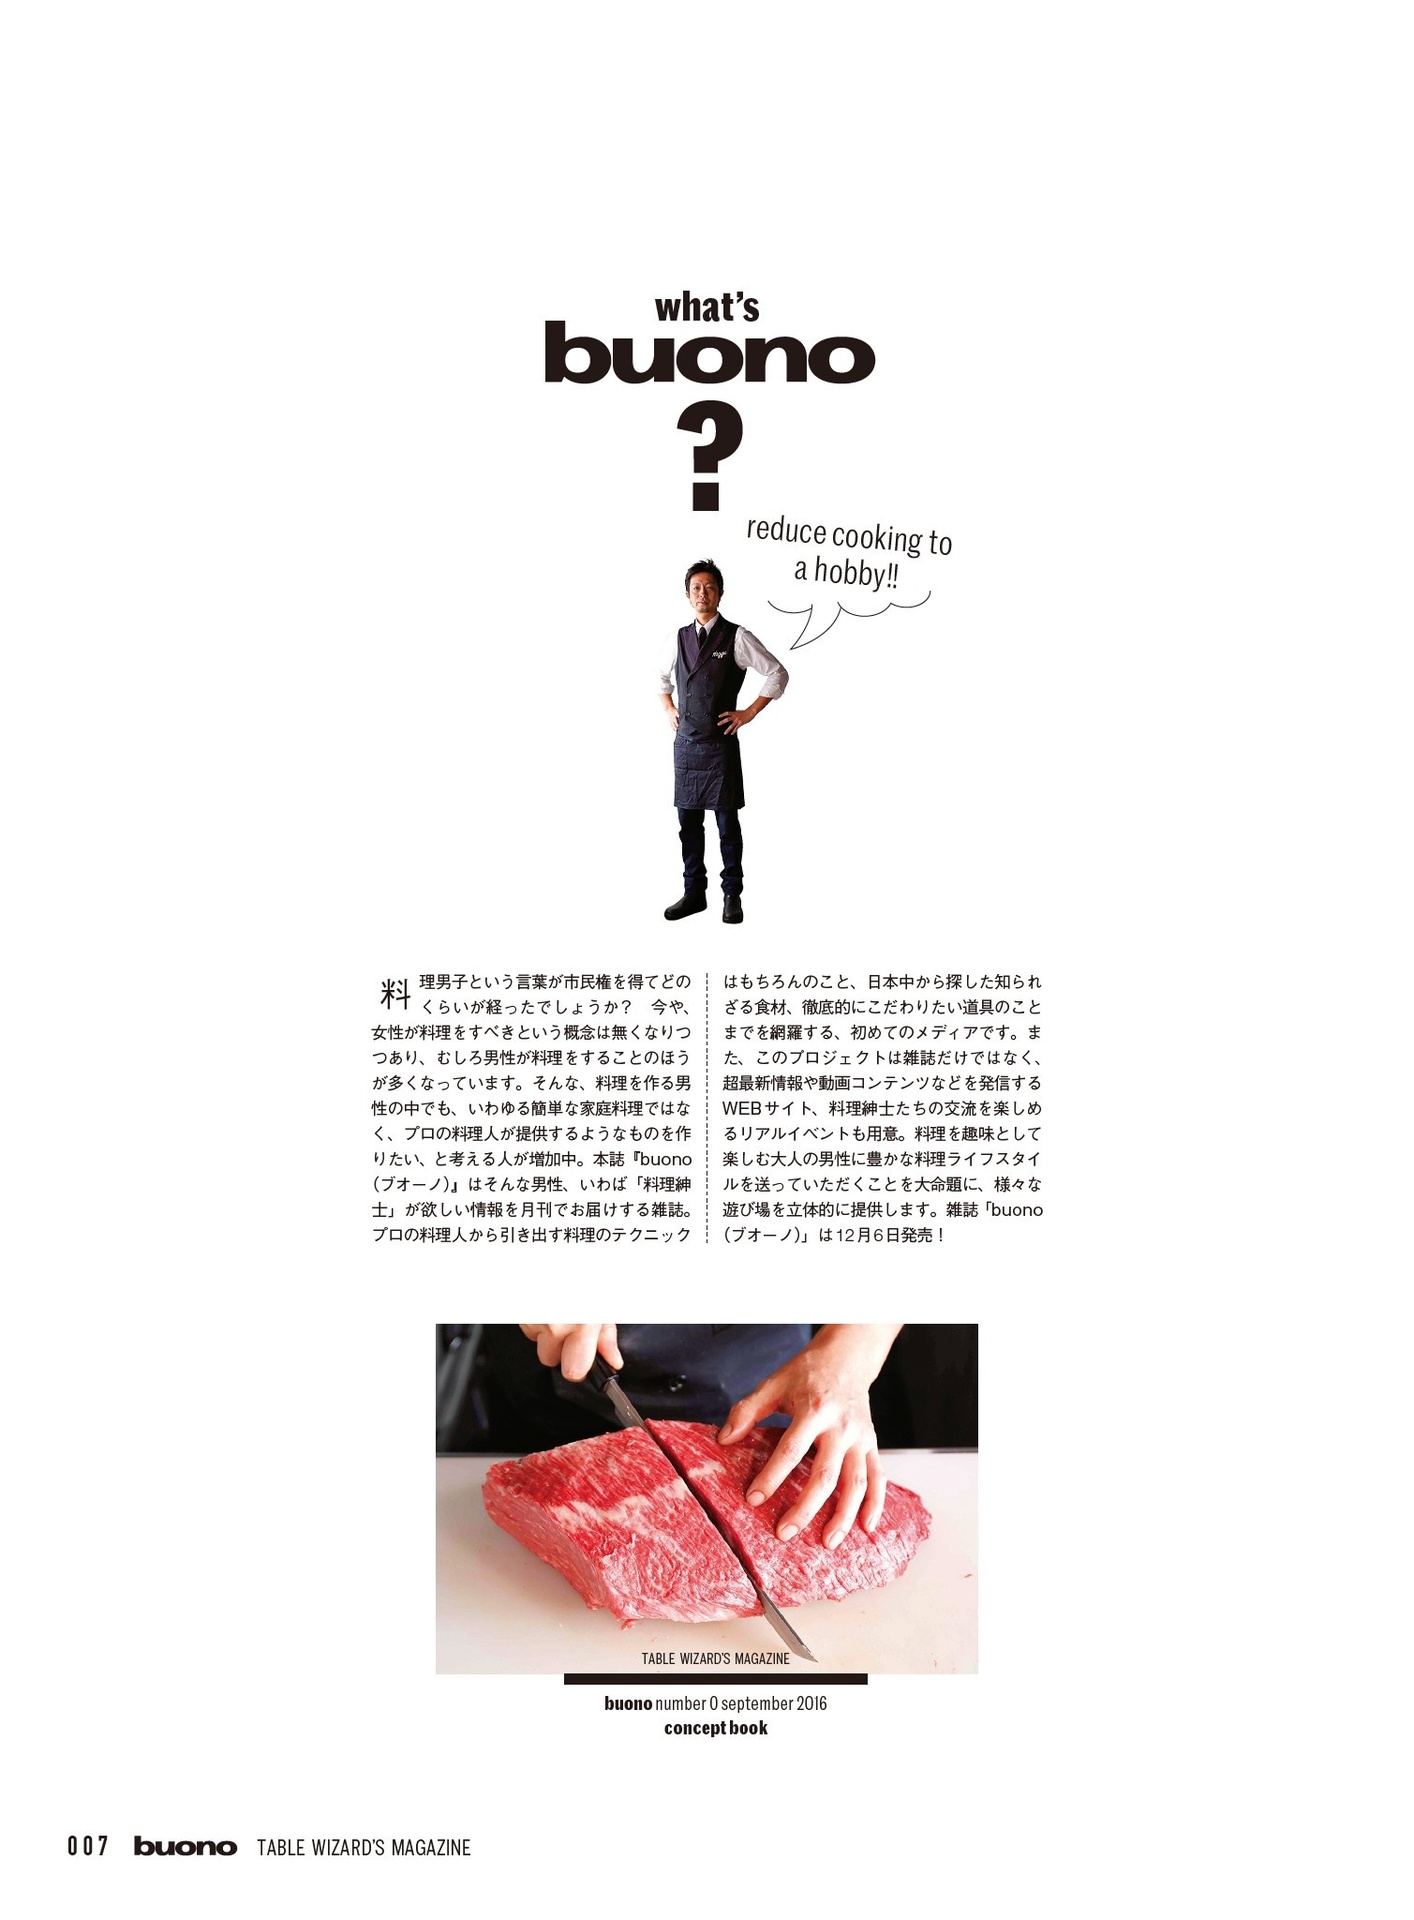 what's
buono
?
reduce cooking to
a hobby!!
料理男子という言葉が市民権を得てどの
くらいが経ったでしょうか？　今や、
女性が料理をすべきという概念は無くなりつ
つあり、むしろ男性が料理をすることのほう
が多くなっています。そんな、料理を作る男
性の中でも、いわゆる簡単な家庭料理ではな
く、プロの料理人が提供するようなものを作
りたい、と考える人が増加中。本誌『buono
（ブオーノ）』はそんな男性、いわば「料理紳
士」が欲しい情報を月刊でお届けする雑誌。
プロの料理人から引き出す料理のテクニック
はもちろんのこと、日本中から探した知られ
ざる食材、徹底的にこだわりたい道具のこと
までを網羅する、初めてのメディアです。ま
た、このプロジェクトは雑誌だけではなく、
超最新情報や動画コンテンツなどを発信する
WEBサイト、料理紳士たちの交流を楽しめ
るリアルイベントも用意。料理を趣味として
楽しむ大人の男性に豊かな料理ライフスタイ
ルを送っていただくことを大命題に、様々な
遊び場を立体的に提供します。雑誌「buono
（ブオーノ）」は12月6日発売！
TABLE WIZARD'S MAGAZINE
buono number 0 september 2016
concept book
007 buono TABLE WIZARD'S MAGAZINE